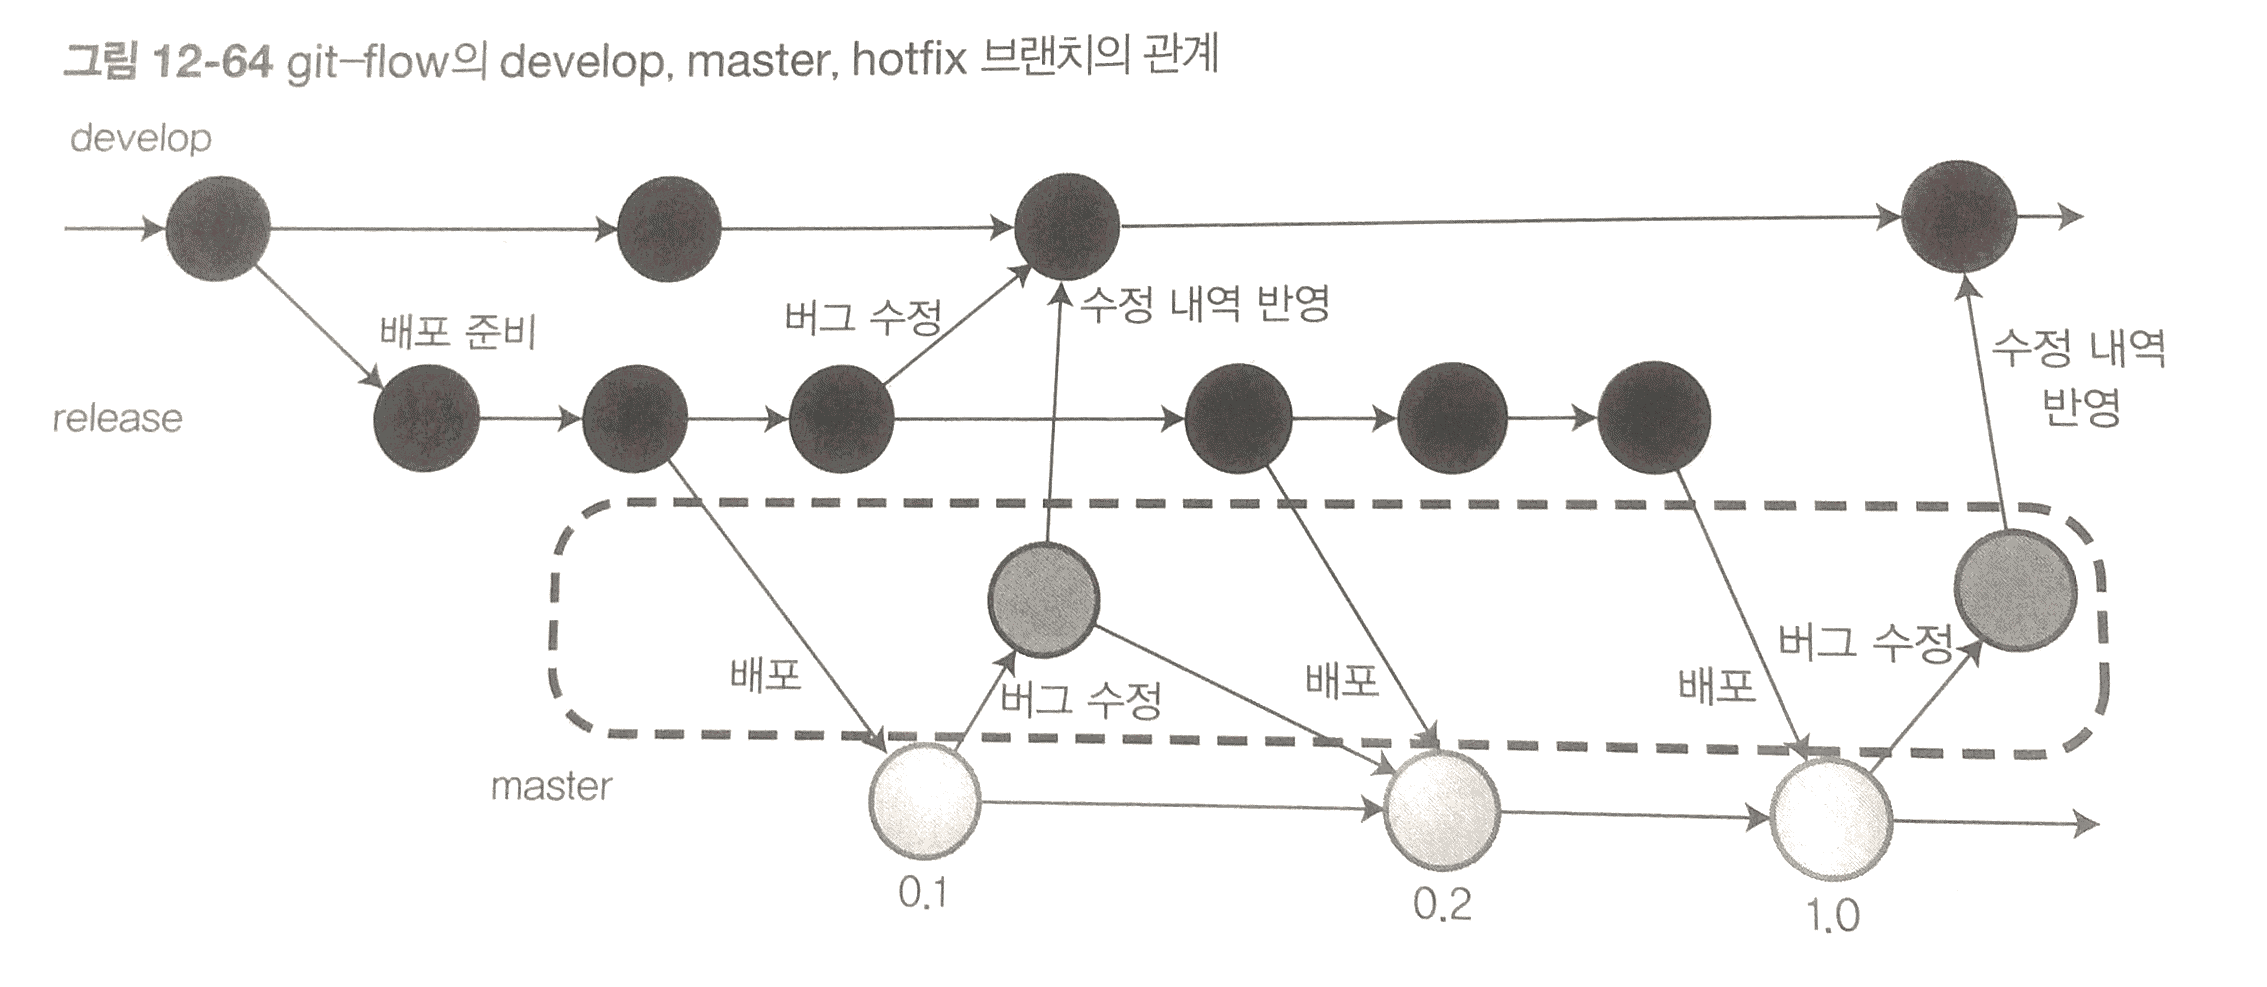 그림 12-64 git-flow의 develop, master, hotfix 브랜치의 관계
develop
배포 준비
버그 수정
수정 내역 반영
수정 내역
반영
release
배포
버그 수정
배포
배포
버그 수정
master
0.1
0.2
1.0